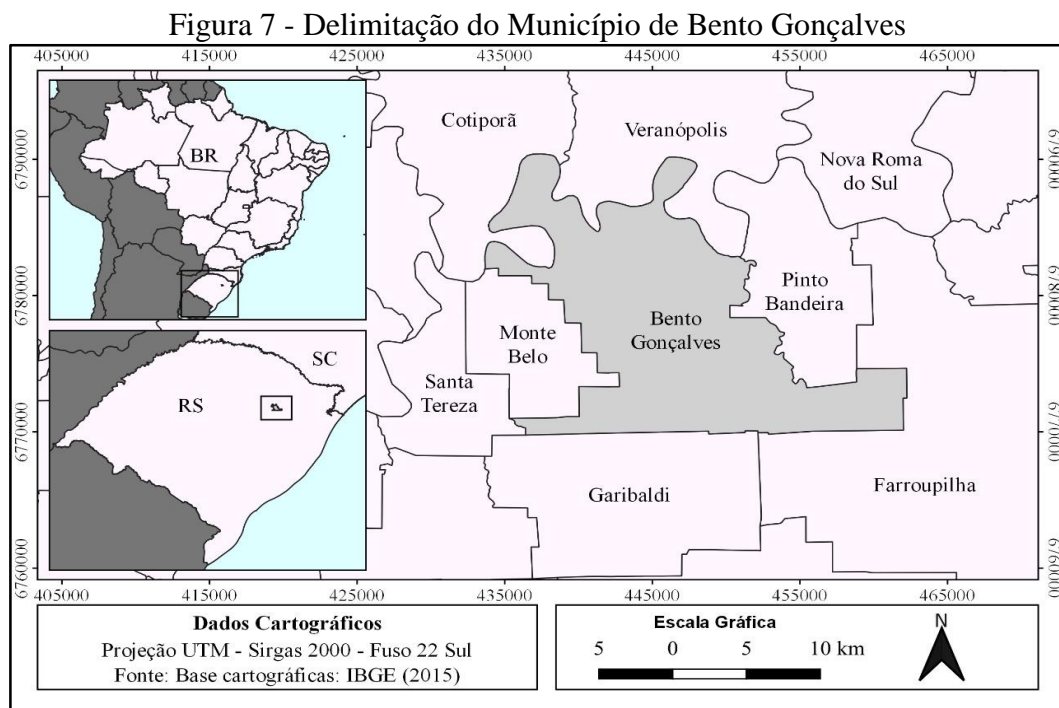 Figura 7 - Delimitação do Município de Bento Gonçalves
405000 415000 425000 435000 445000 455000 465000
6790000
6780000
6770000
6760000
BR
RS
SC
Cotiporã
Veranópolis
Nova Roma
do Sul
Pinto
Bandeira
Bento
Gonçalves
Monte
Belo
Santa
Tereza
Garibaldi
Farroupilha
6790000
6780000
6770000
6760000
405000 415000 425000 435000 445000 455000 465000
Dados Cartográficos
Projeção UTM - Sirgas 2000 - Fuso 22 Sul
Fonte: Base cartográficas: IBGE (2015)
Escala Gráfica
5 0 5 10 km
N